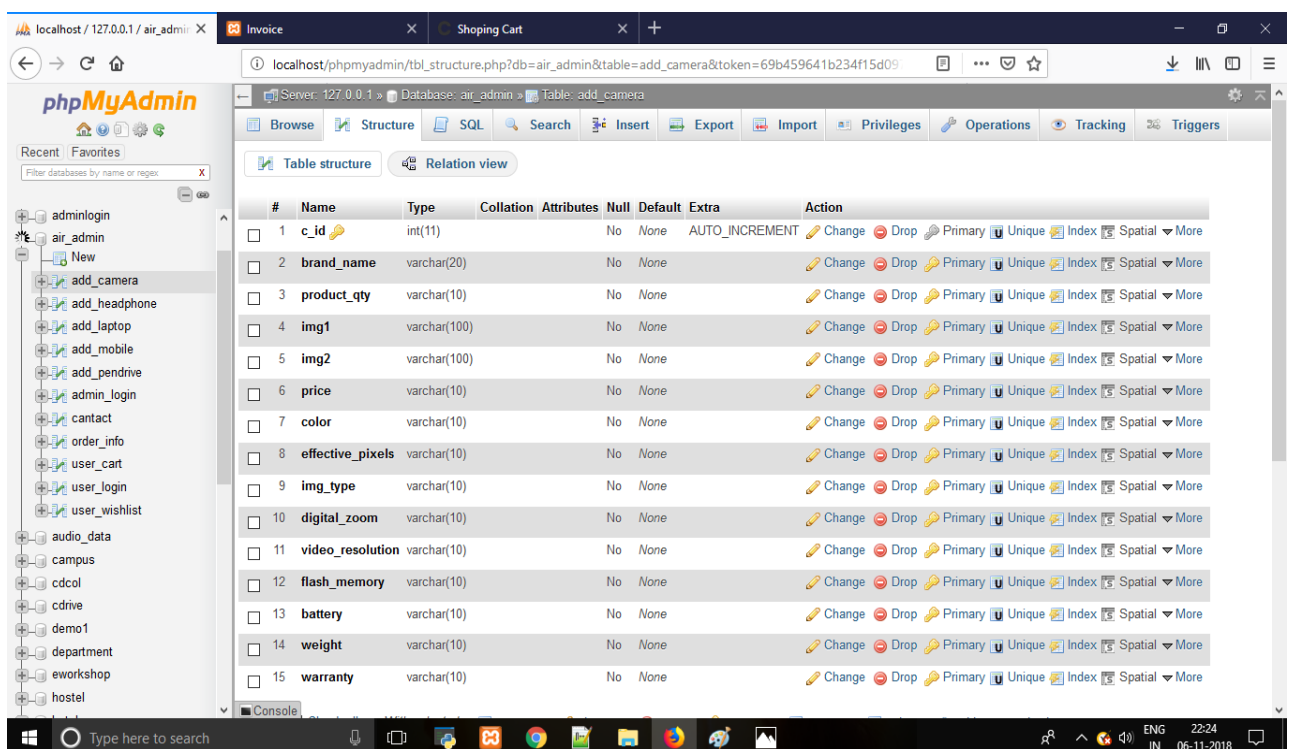 localhost / 127.0.0.1 / air_admin
Invoice
Shoping Cart
localhost/phpmyadmin/tbl_structure.php?db=air_admin&table=add_camera&token=69b459641b234f15d09
phpMyAdmin
Server: 127.0.0.1 » Database: air_admin » Table: add_camera
Browse Structure SQL Search Insert Export Import Privileges Operations Tracking Triggers
Recent Favorites
Filter databases by name or regex X
Table structure Relation view
adminlogin
air_admin
New
add_camera
add_headphone
add_laptop
add_mobile
add_pendrive
admin_login
cantact
order_info
user_cart
user_login
user_wishlist
audio_data
campus
cdcol
cdrive
demo1
department
eworkshop
hostel
# Name Type Collation Attributes Null Default Extra Action
1 c_id int(11) No None AUTO_INCREMENT Change Drop Primary Unique Index Spatial More
2 brand_name varchar(20) No None Change Drop Primary Unique Index Spatial More
3 product_qty varchar(10) No None Change Drop Primary Unique Index Spatial More
4 img1 varchar(100) No None Change Drop Primary Unique Index Spatial More
5 img2 varchar(100) No None Change Drop Primary Unique Index Spatial More
6 price varchar(10) No None Change Drop Primary Unique Index Spatial More
7 color varchar(10) No None Change Drop Primary Unique Index Spatial More
8 effective_pixels varchar(10) No None Change Drop Primary Unique Index Spatial More
9 img_type varchar(10) No None Change Drop Primary Unique Index Spatial More
10 digital_zoom varchar(10) No None Change Drop Primary Unique Index Spatial More
11 video_resolution varchar(10) No None Change Drop Primary Unique Index Spatial More
12 flash_memory varchar(10) No None Change Drop Primary Unique Index Spatial More
13 battery varchar(10) No None Change Drop Primary Unique Index Spatial More
14 weight varchar(10) No None Change Drop Primary Unique Index Spatial More
15 warranty varchar(10) No None Change Drop Primary Unique Index Spatial More
Console
Type here to search
ENG 22:24
IN 06-11-2018